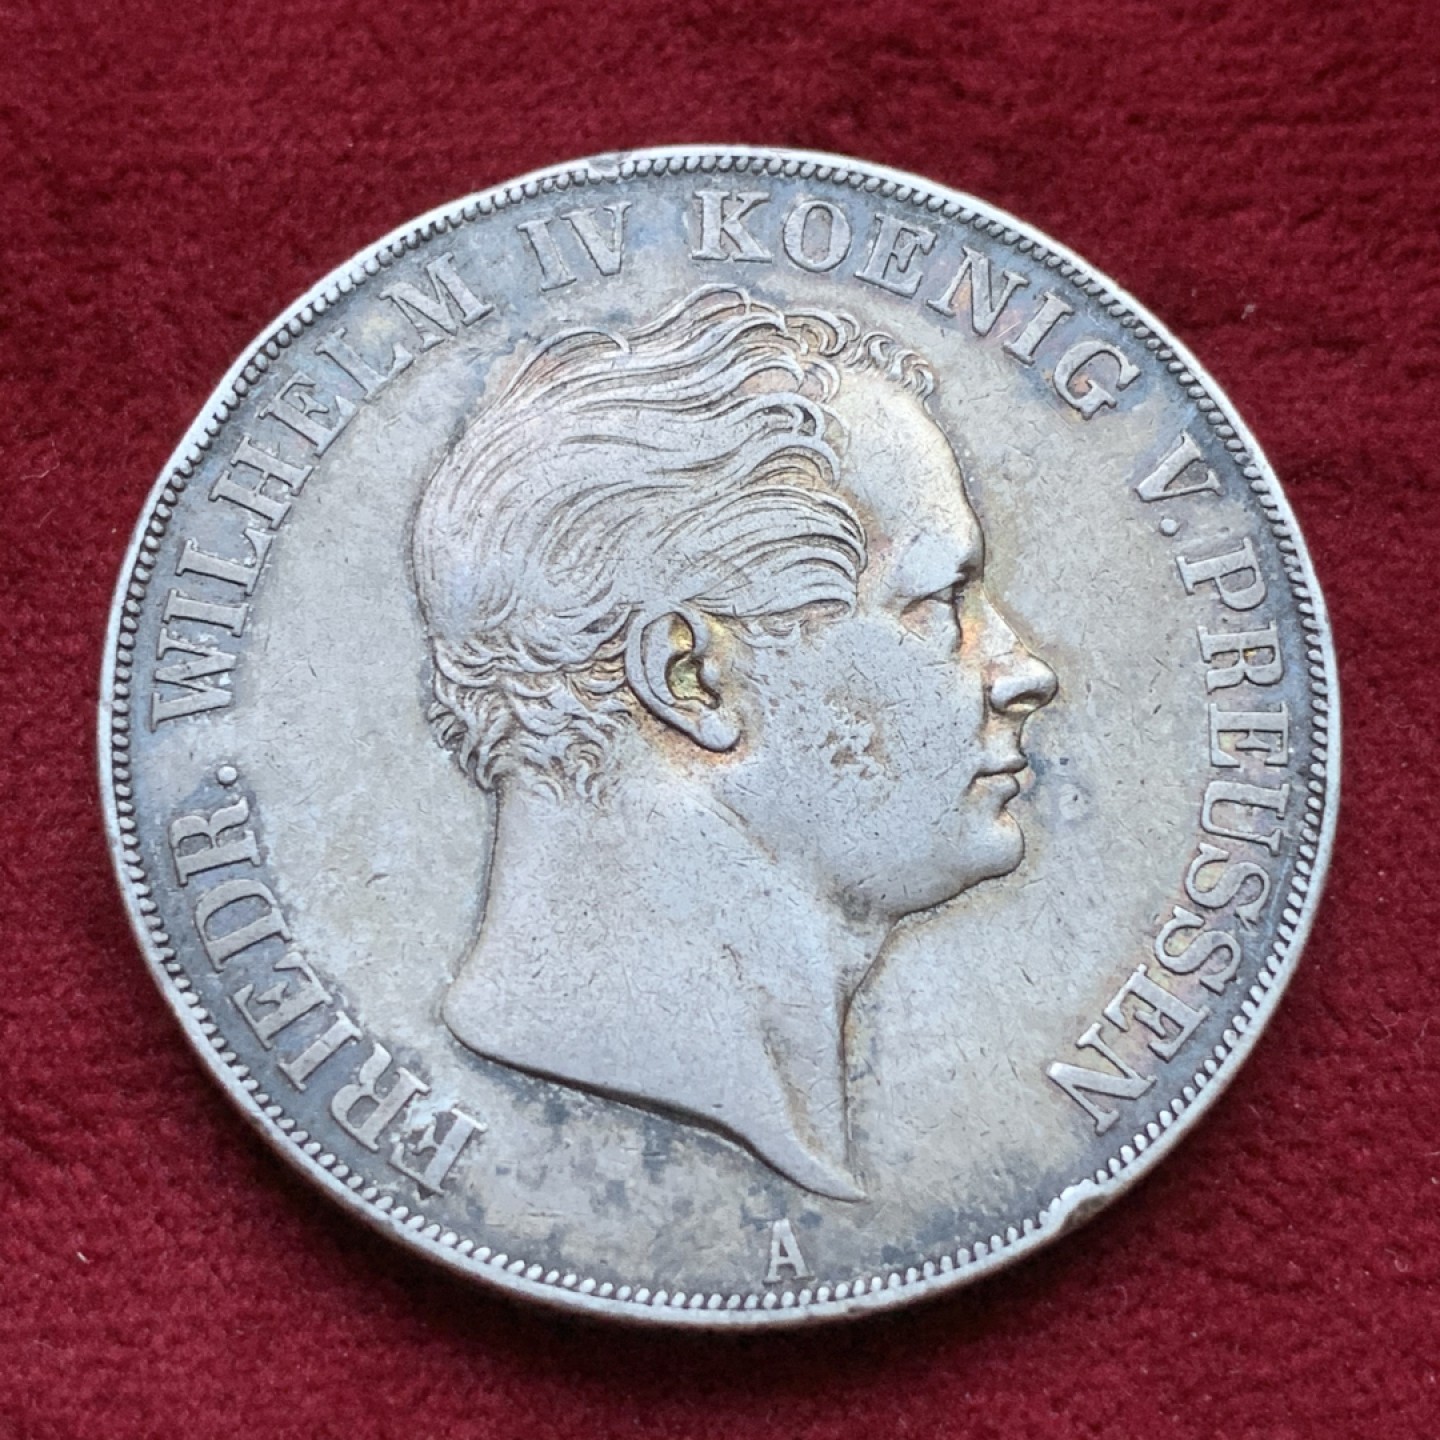 FRIEDR. WILHELM IV KOENIG V. PREUSSEN
A